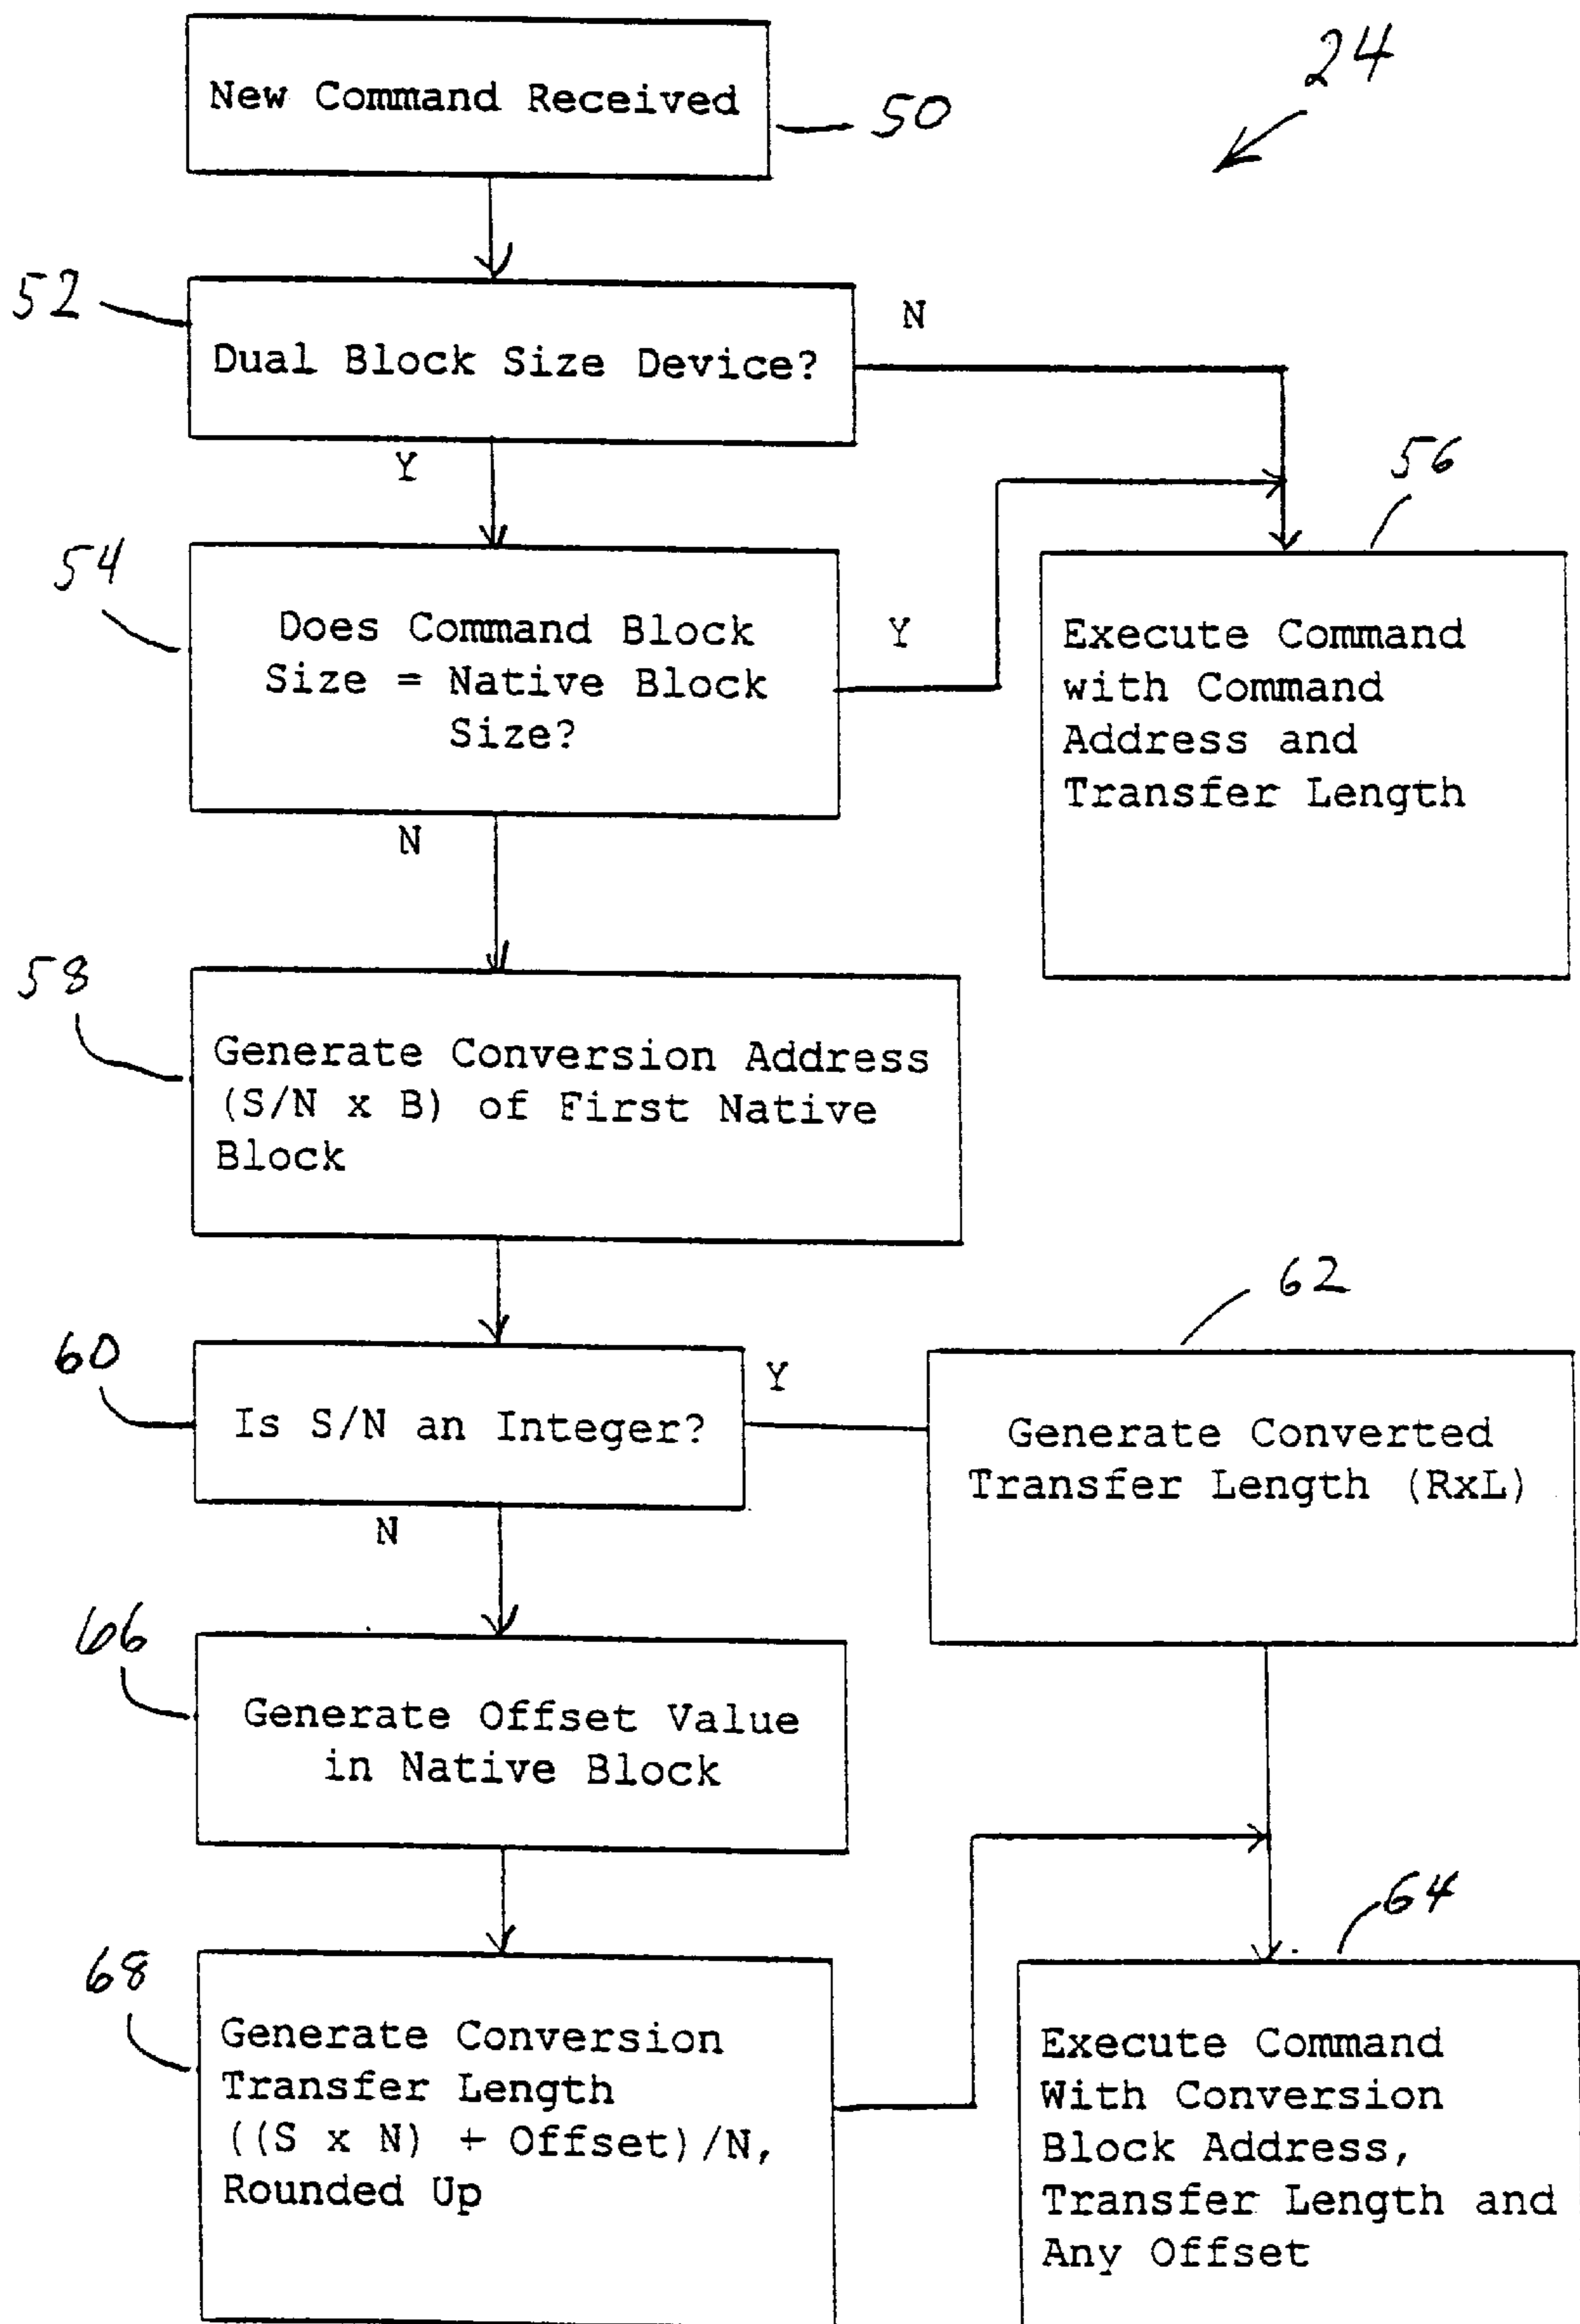 24
New Command Received
50
52
Dual Block Size Device?
N
Y
54
Does Command Block
Size = Native Block
Size?
Y
N
56
Execute Command
with Command
Address and
Transfer Length
58
Generate Conversion Address
(S/N x B) of First Native
Block
60
Is S/N an Integer?
Y
N
62
Generate Converted
Transfer Length (RxL)
66
Generate Offset Value
in Native Block
68
Generate Conversion
Transfer Length
((S x N) + Offset)/N,
Rounded Up
64
Execute Command
With Conversion
Block Address,
Transfer Length and
Any Offset